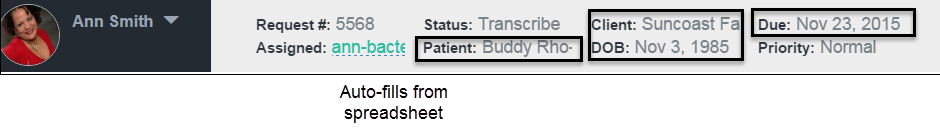 Ann Smith
Request #: 5568 Status: Transcribe Client: Suncoast Fa Due: Nov 23, 2015
Assigned: ann-bacte Patient: Buddy Rho- DOB: Nov 3, 1985 Priority: Normal
Auto-fills from
spreadsheet